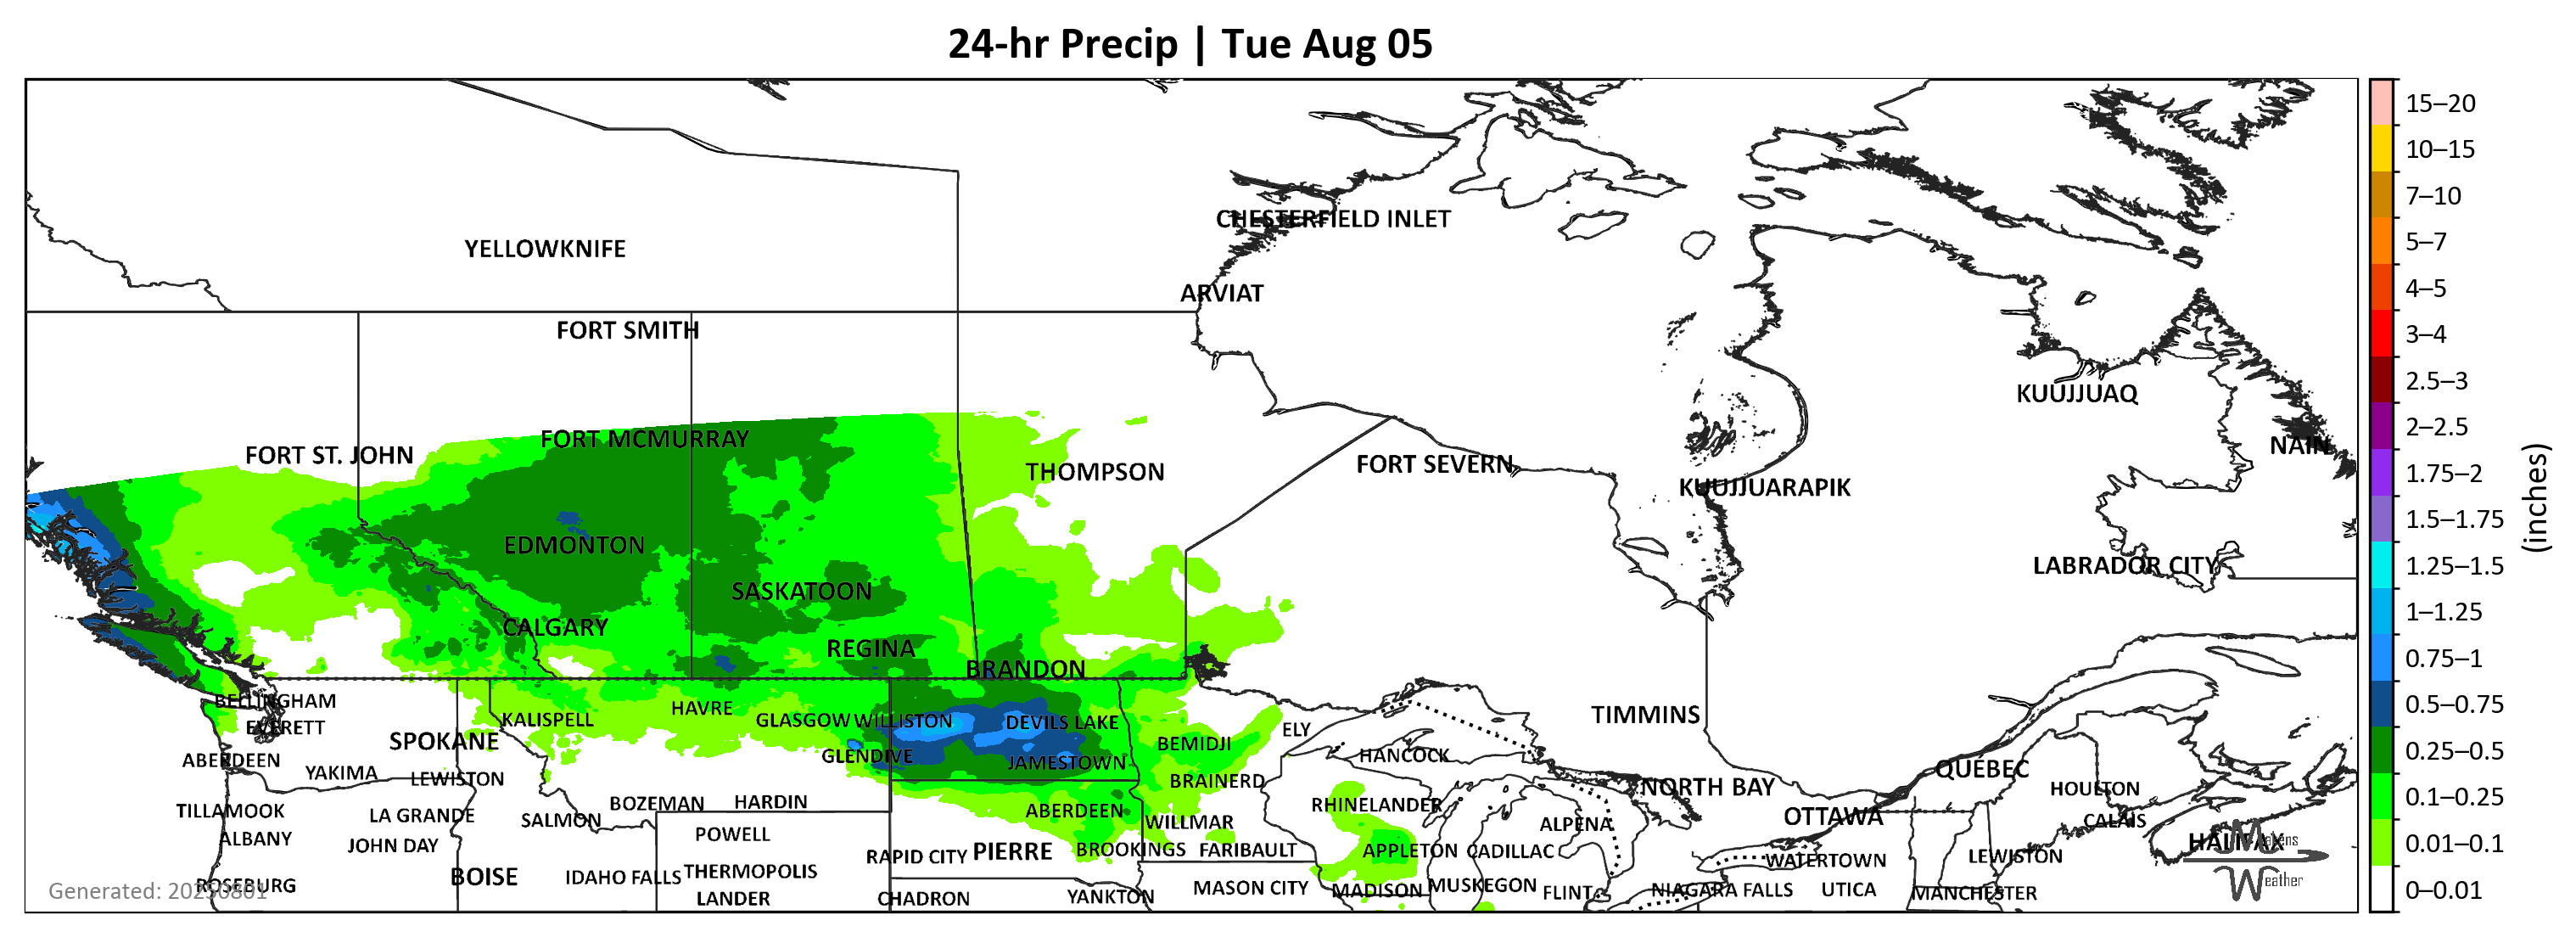 24-hr Precip | Tue Aug 05
CHESTERFIELD INLET
YELLOWKNIFE
ARVIAT
FORT SMITH
KUUJJUAQ
FORT MCMURRAY
NAIN
FORT ST. JOHN
FORT SEVERN
THOMPSON
KUUJJUARAPIK
EDMONTON
LABRADOR CITY
SASKATOON
CALGARY
REGINA
BRANDON
BELLINGHAM
HAVRE
TIMMINS
KALISPELL
GLASGOW
WILLISTON
DEVILS LAKE
EVERETT
ELY
SPOKANE
BEMIDJI
HANCOCK
GLENDIVE
ABERDEEN
JAMESTOWN
QUÉBEC
YAKIMA
LEWISTON
BRAINERD
NORTH BAY
HOULTON
BOZEMAN
HARDIN
RHINELANDER
TILLAMOOK
ABERDEEN
LA GRANDE
OTTAWA
SALMON
WILLMAR
CALAIS
ALPENA
POWELL
ALBANY
HALIFAX
JOHN DAY
BROOKINGS
FARIBAULT
APPLETON
CADILLAC
PIERRE
RAPID CITY
LEWISTON
WATERTOWN
THERMOPOLIS
BOISE
IDAHO FALLS
ROSEBURG
MUSKEGON
MASON CITY
MADISON
NIAGARA FALLS
UTICA
FLINT
MANCHESTER
YANKTON
LANDER
CHADRON
Generated: 20250801
Weather
15–20
10–15
7–10
5–7
4–5
3–4
2.5–3
2–2.5
1.75–2
1.5–1.75
1.25–1.5
1–1.25
0.75–1
0.5–0.75
0.25–0.5
0.1–0.25
0.01–0.1
0–0.01
(inches)